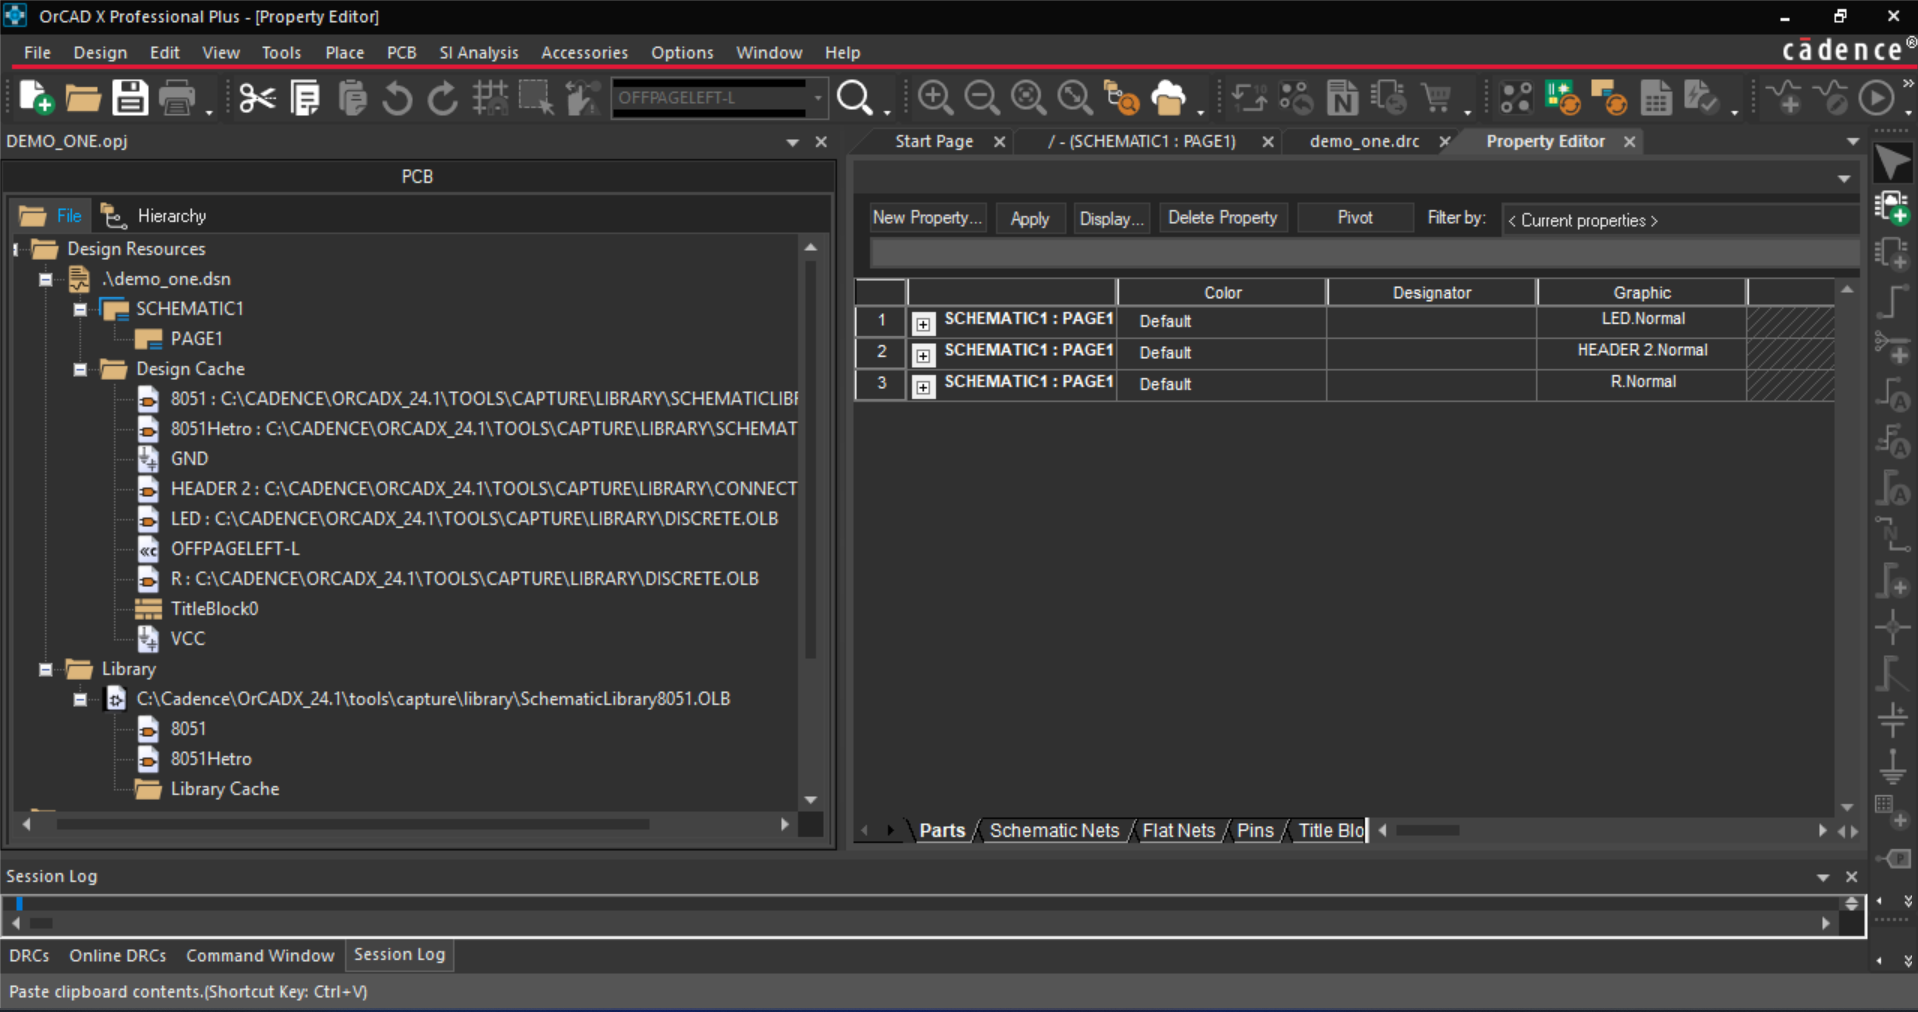 OrCAD X Professional Plus - [Property Editor]
File Design Edit View Tools Place PCB SI Analysis Accessories Options Window Help
cādence®
OFFPAGELEFT-L
DEMO_ONE.opj
PCB
File Hierarchy
Design Resources
.\demo_one.dsn
SCHEMATIC1
PAGE1
Design Cache
8051 : C:\CADENCE\ORCADX_24.1\TOOLS\CAPTURE\LIBRARY\SCHEMATICLIBR
8051Hetro : C:\CADENCE\ORCADX_24.1\TOOLS\CAPTURE\LIBRARY\SCHEMAT
GND
HEADER 2 : C:\CADENCE\ORCADX_24.1\TOOLS\CAPTURE\LIBRARY\CONNECT
LED : C:\CADENCE\ORCADX_24.1\TOOLS\CAPTURE\LIBRARY\DISCRETE.OLB
OFFPAGELEFT-L
R : C:\CADENCE\ORCADX_24.1\TOOLS\CAPTURE\LIBRARY\DISCRETE.OLB
TitleBlock0
VCC
Library
C:\Cadence\OrCADX_24.1\tools\capture\library\SchematicLibrary8051.OLB
8051
8051Hetro
Library Cache
Start Page / - (SCHEMATIC1 : PAGE1) demo_one.drc Property Editor
New Property... Apply Display... Delete Property Pivot Filter by: < Current properties >
Color Designator Graphic
1 SCHEMATIC1 : PAGE1 Default LED.Normal
2 SCHEMATIC1 : PAGE1 Default HEADER 2.Normal
3 SCHEMATIC1 : PAGE1 Default R.Normal
Parts Schematic Nets Flat Nets Pins Title Blo
Session Log
DRCs Online DRCs Command Window Session Log
Paste clipboard contents.(Shortcut Key: Ctrl+V)